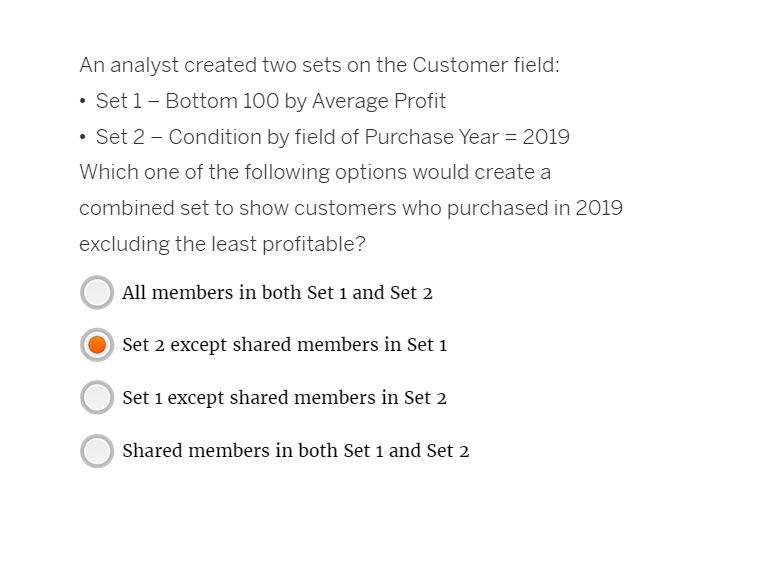 An analyst created two sets on the Customer field:
• Set 1 – Bottom 100 by Average Profit
• Set 2 – Condition by field of Purchase Year = 2019
Which one of the following options would create a
combined set to show customers who purchased in 2019
excluding the least profitable?
All members in both Set 1 and Set 2
Set 2 except shared members in Set 1
Set 1 except shared members in Set 2
Shared members in both Set 1 and Set 2